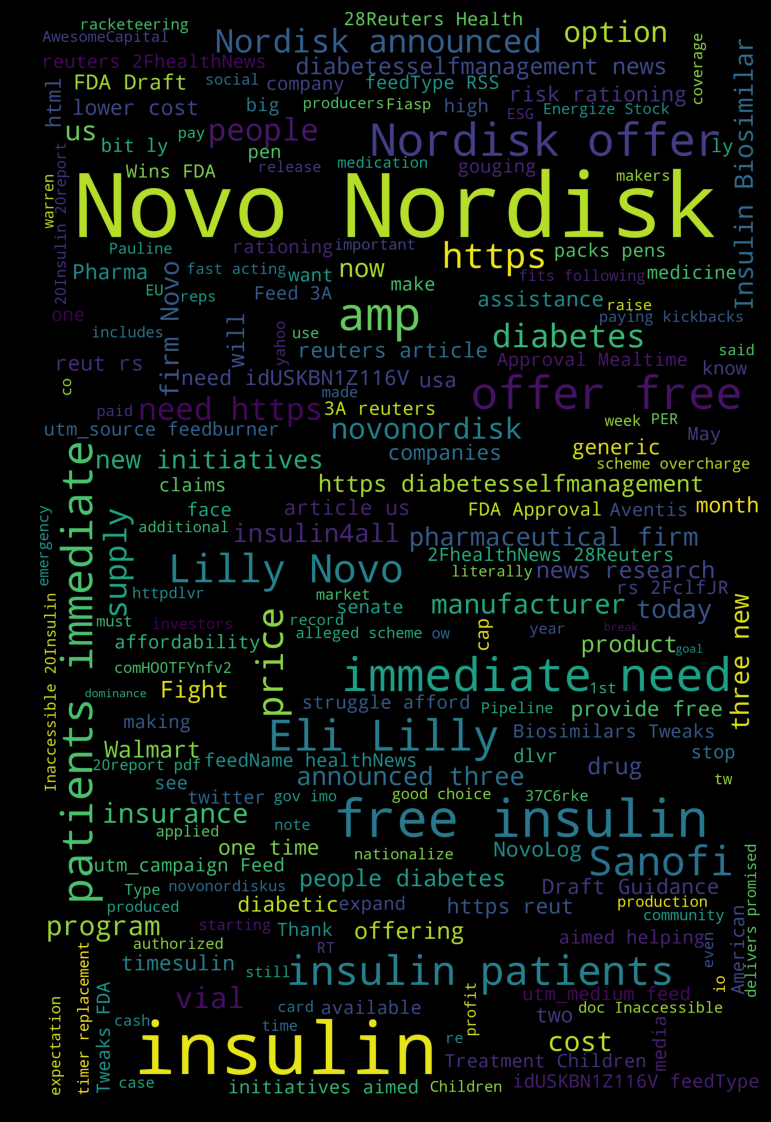 racketeering
28Reuters Health
AwesomeCapital
Nordisk announced
option
reuters 2FhealthNews
diabetesselfmanagement news
coverage
Insulin Biosimilar
html
FDA Draft
social
company
feedType RSS
risk rationing
lower cost
big
producers
Fiasp
high
ESG
Energize Stock
us
pay
people
Nordisk offer
ly
bit ly
pen
Wins FDA
release
medication
gouging
makers
warren
20Insulin 20report
Novo Nordisk
Pauline
rationing
important
https
packs pens
Pharma
fast acting
want
now
make
fits following
medicine
EU
reps
Feed 3A
assistance
raise
one
firm Novo
will
yahoo
use
amp
paying kickbacks
includes
diabetes
said
reut rs
reuters article
Approval Mealtime
know
co
need idUSKBN1Z116V
usa
offer free
made
paid
need https
3A reuters
week
PER
utm_source feedburner
novonordisk
May
companies
generic
new initiatives
scheme overcharge
patients immediate
https diabetesselfmanagement
claims
article us
FDA Approval
Aventis
month
face
supply
emergency
additional
insulin4all
pharmaceutical firm
2FhealthNews 28Reuters
Lilly Novo
literally
news research
rs 2FclfJR
httpdlvr
market
senate
manufacturer
today
must
investors
record
price
cap
year
break
three new
Inaccessible 20Insulin
affordability
alleged scheme
ow
product
goal
comHO0TFYnfv2
immediate need
1st
dominance
Fight
struggle afford
Pipeline
provide free
making
Eli Lilly
Biosimilars Tweaks
Walmart
stop
20report pdf
feedName healthNews
dlvr
see
announced three
drug
tw
twitter
gov imo
good choice
37C6rke
insurance
free insulin
applied
note
one time
nationalize
NovoLog
Sanofi
utm_campaign Feed
Type
novonordiskus
people diabetes
Draft Guidance
produced
diabetic
expand
https reut
production
community
delivers promised
program
starting
Thank
offering
aimed helping
authorized
RT
even
American
timesulin
still
insulin patients
io
vial
utm_medium feed
doc Inaccessible
expectation
timer replacement
Tweaks FDA
cash
card
available
profit
two
time
insulin
re
cost
media
case
Treatment Children
initiatives aimed
Children
idUSKBN1Z116V feedType